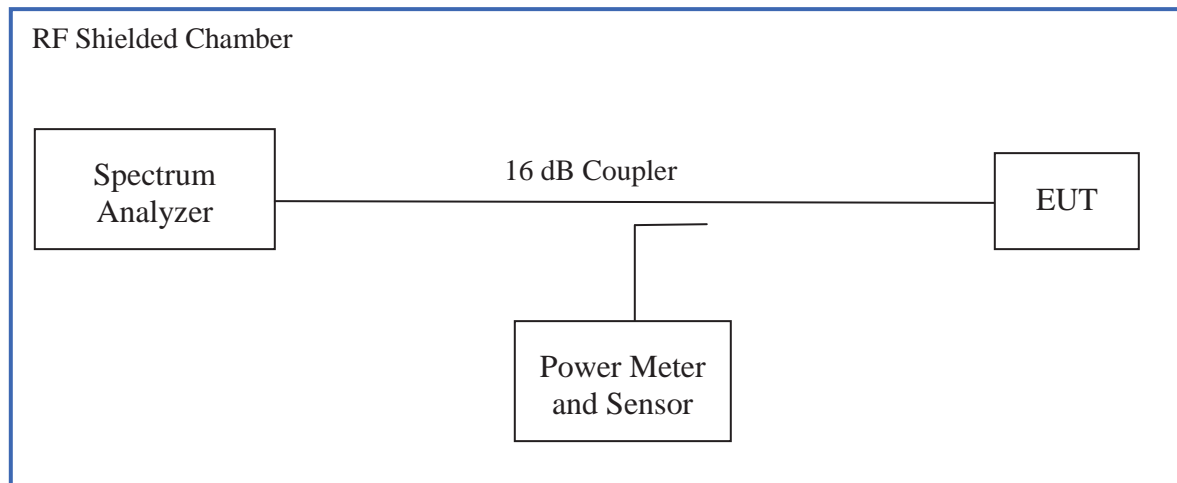 RF Shielded Chamber
Spectrum
Analyzer
16 dB Coupler
EUT
Power Meter
and Sensor